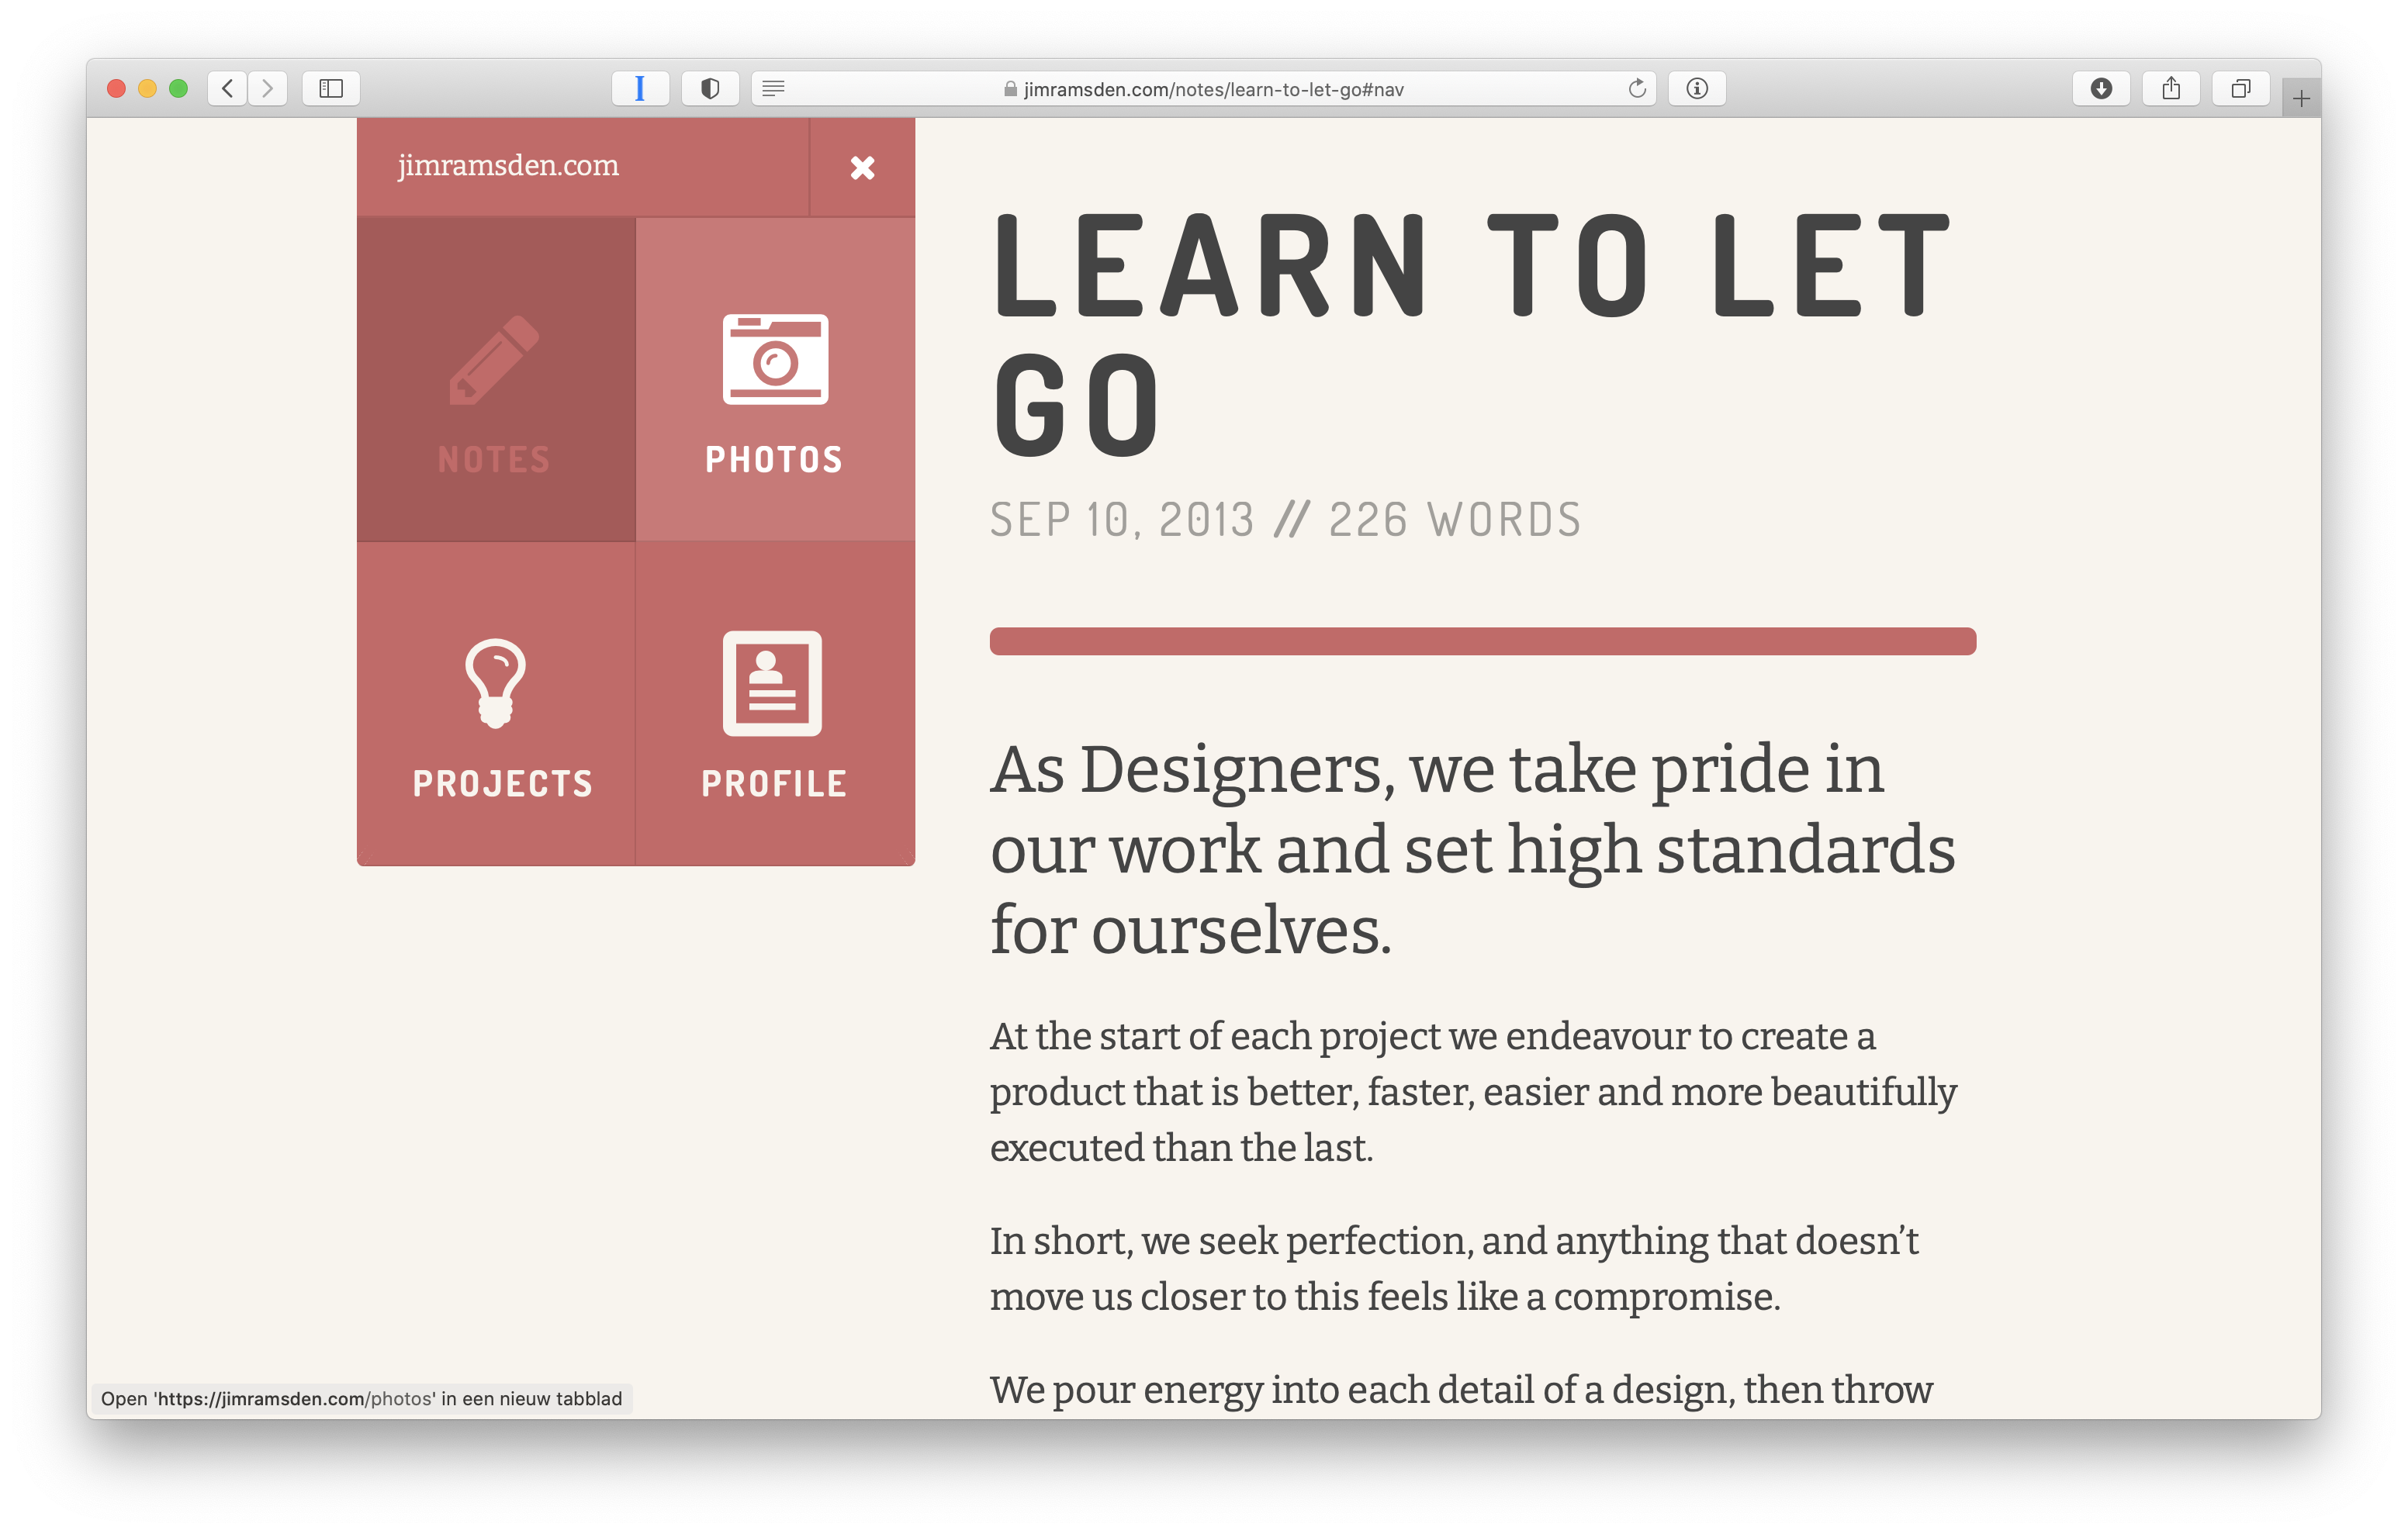 jimramsden.com/notes/learn-to-let-go#nav
jimramsden.com
NOTES
PHOTOS
PROJECTS
PROFILE
LEARN TO LET
GO
SEP 10, 2013 // 226 WORDS
As Designers, we take pride in
our work and set high standards
for ourselves.
At the start of each project we endeavour to create a
product that is better, faster, easier and more beautifully
executed than the last.
In short, we seek perfection, and anything that doesn’t
move us closer to this feels like a compromise.
We pour energy into each detail of a design, then throw
Open 'https://jimramsden.com/photos' in een nieuw tabblad